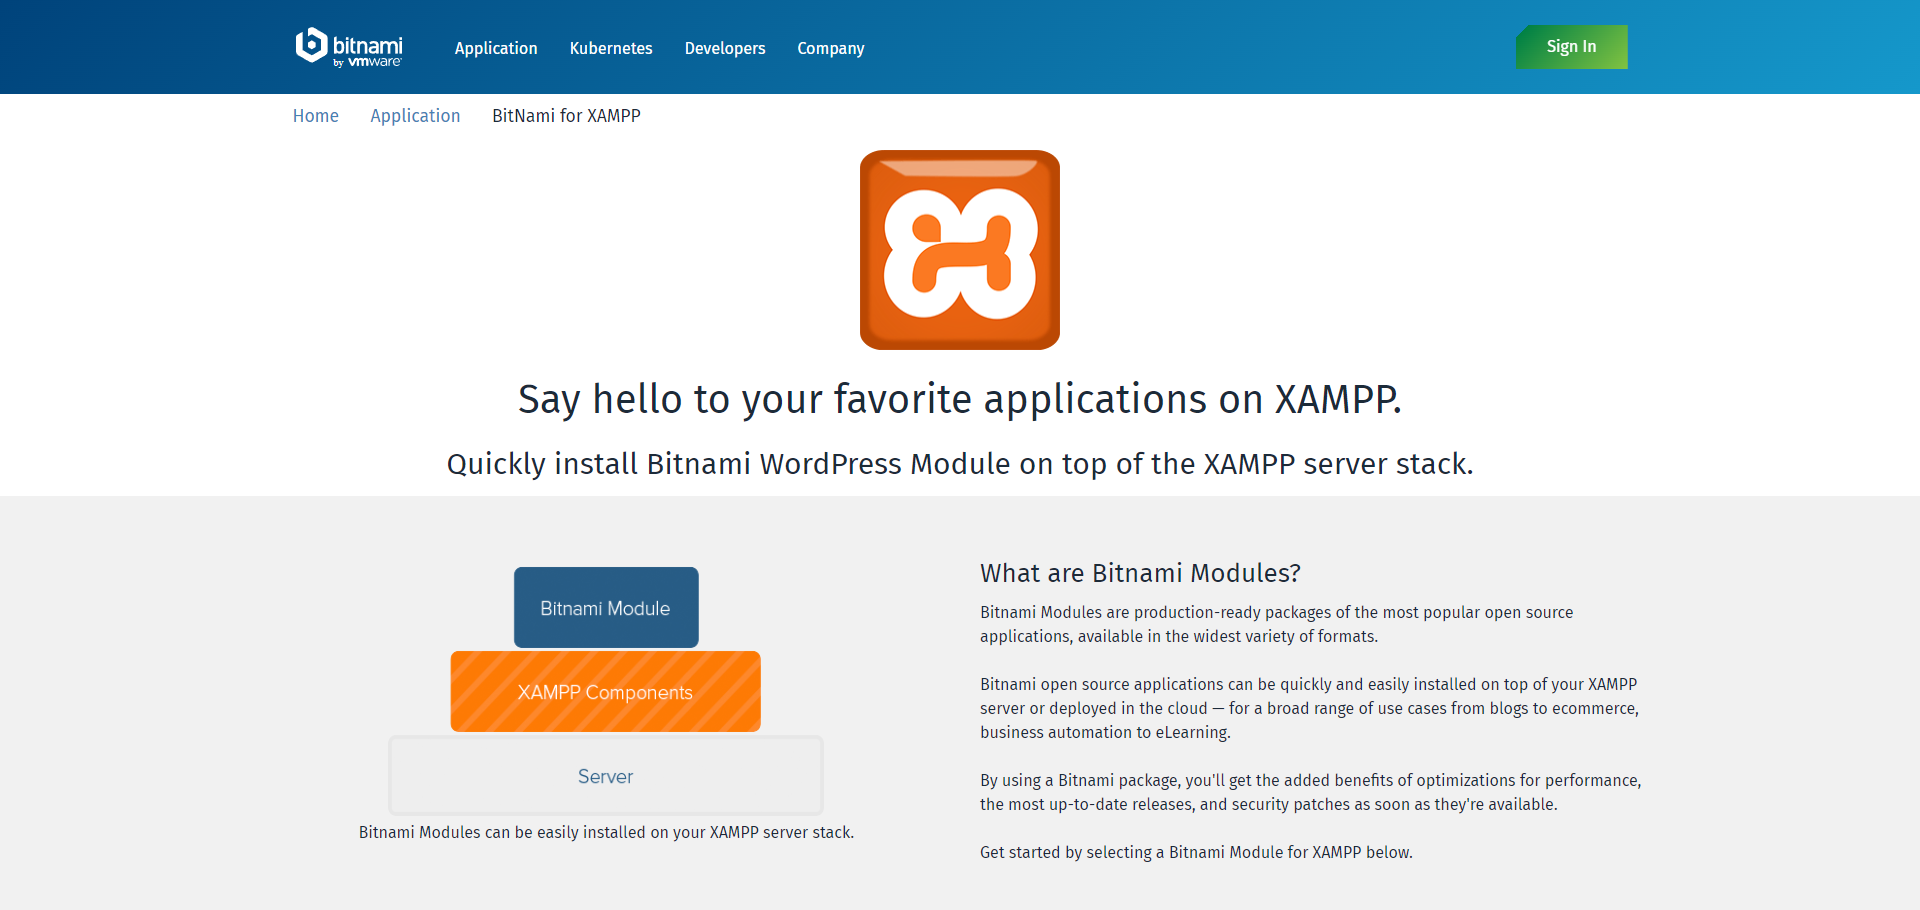 bitnami
by vmware
Application
Kubernetes
Developers
Company
Sign In
Home
Application
BitNami for XAMPP
Say hello to your favorite applications on XAMPP.
Quickly install Bitnami WordPress Module on top of the XAMPP server stack.
Bitnami Module
XAMPP Components
Server
Bitnami Modules can be easily installed on your XAMPP server stack.
What are Bitnami Modules?
Bitnami Modules are production-ready packages of the most popular open source
applications, available in the widest variety of formats.
Bitnami open source applications can be quickly and easily installed on top of your XAMPP
server or deployed in the cloud — for a broad range of use cases from blogs to ecommerce,
business automation to eLearning.
By using a Bitnami package, you'll get the added benefits of optimizations for performance,
the most up-to-date releases, and security patches as soon as they're available.
Get started by selecting a Bitnami Module for XAMPP below.